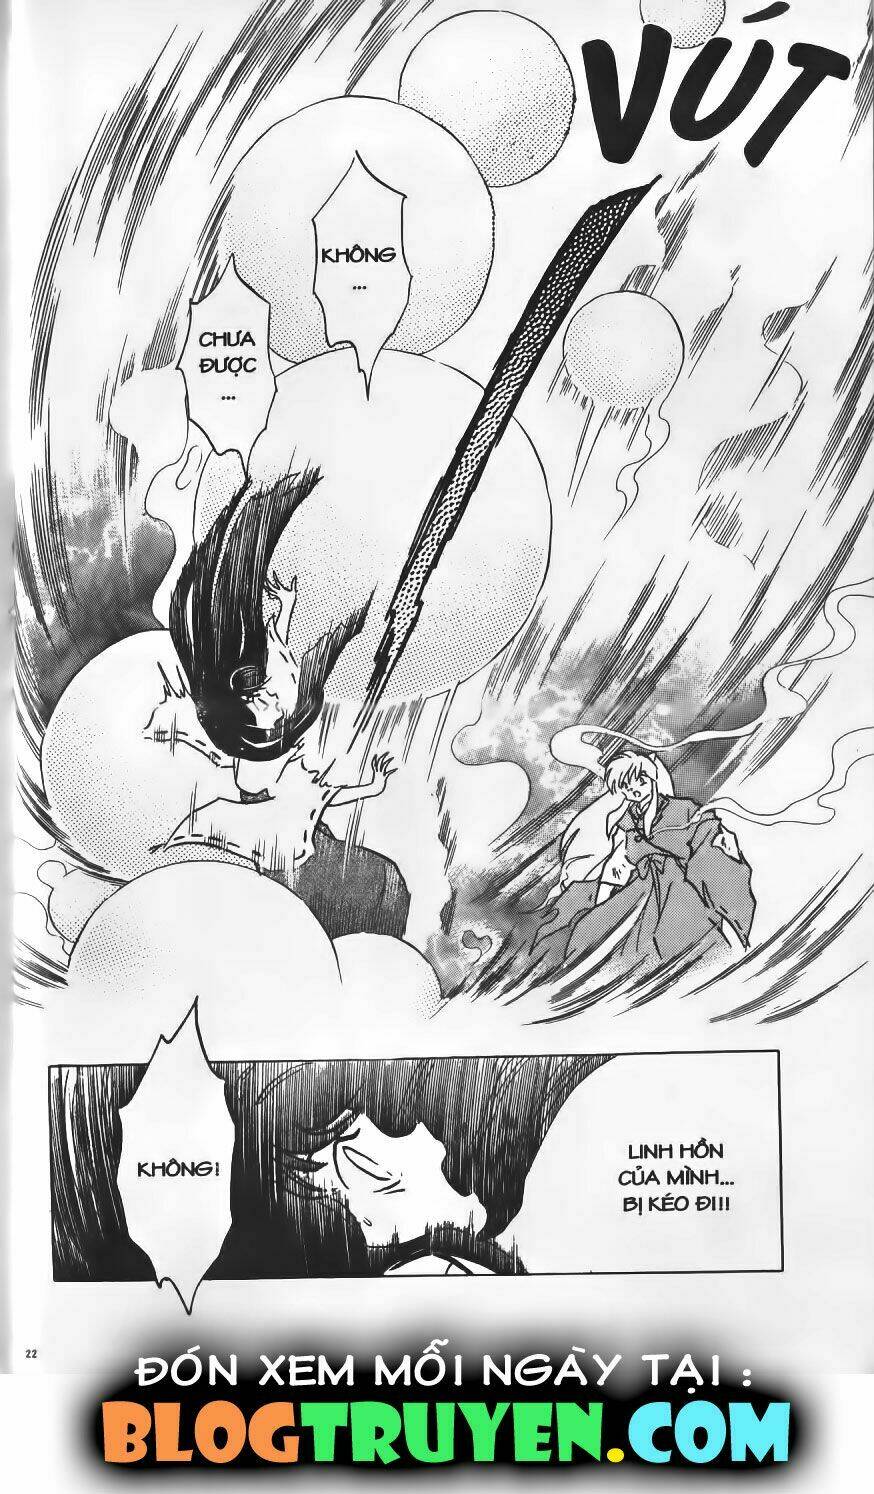 VÚT
KHÔNG
...
CHƯA
ĐƯỢC
...
KHÔNG!
LINH HỒN
CỦA MÌNH...
BỊ KÉO ĐI!!
22
ĐÓN XEM MỖI NGÀY TẠI :
BLOGTRUYEN.COM